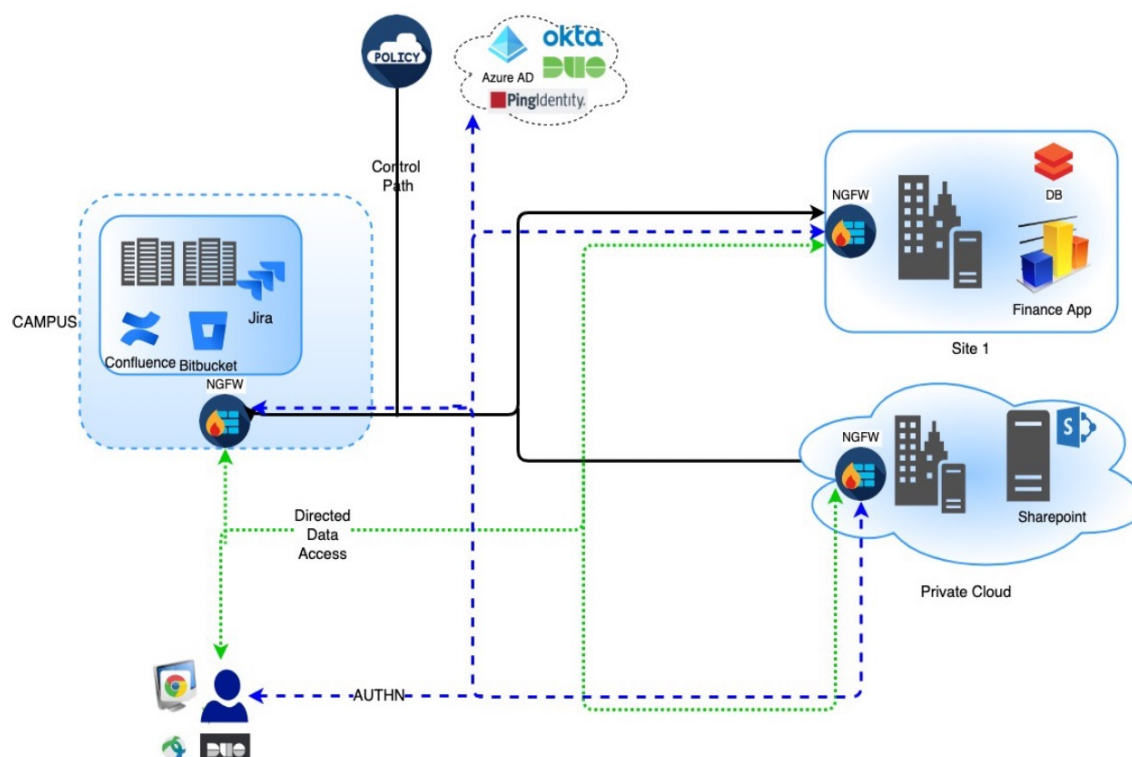 POLICY
okta
Azure AD
DUO
PingIdentity.
Control
Path
NGFW
DB
CAMPUS
Jira
Confluence
Bitbucket
Finance App
Site 1
NGFW
NGFW
S
Sharepoint
Directed
Data
Access
Private Cloud
AUTHN
DUO